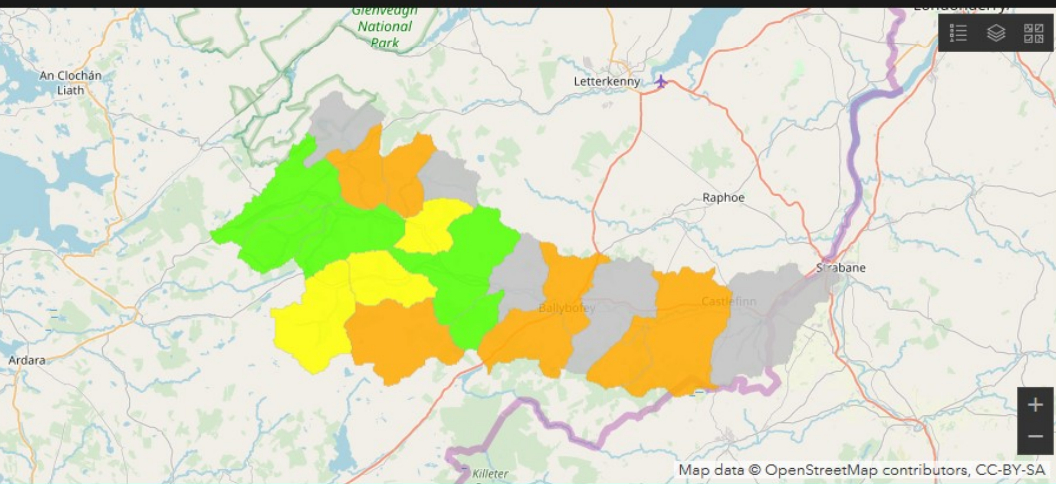 Londonderry/
Glenveagh
National
Park
An Clochán
Liath
Letterkenny
Raphoe
Strabane
Castlefinn
Ballybofey
Ardara
+
−
Killeter
Map data © OpenStreetMap contributors, CC-BY-SA